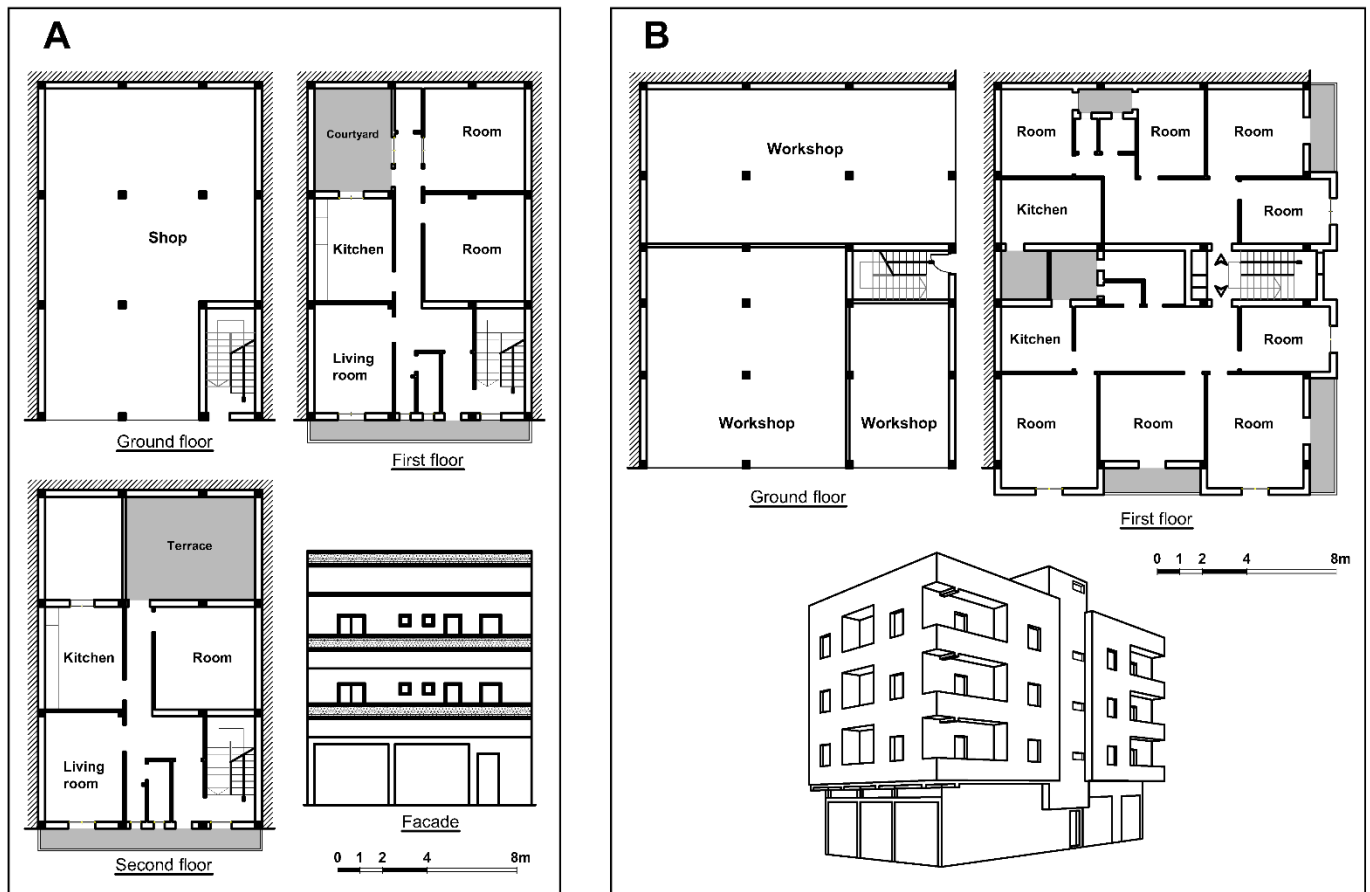 A
Courtyard
Room
Shop
Kitchen
Room
Living
room
Ground floor
First floor
Terrace
Kitchen
Room
Living
room
Second floor
Facade
0 1 2 4 8m
B
Workshop
Workshop
Workshop
Ground floor
Room
Room
Room
Kitchen
Room
Kitchen
Room
Room
Room
Room
First floor
0 1 2 4 8m